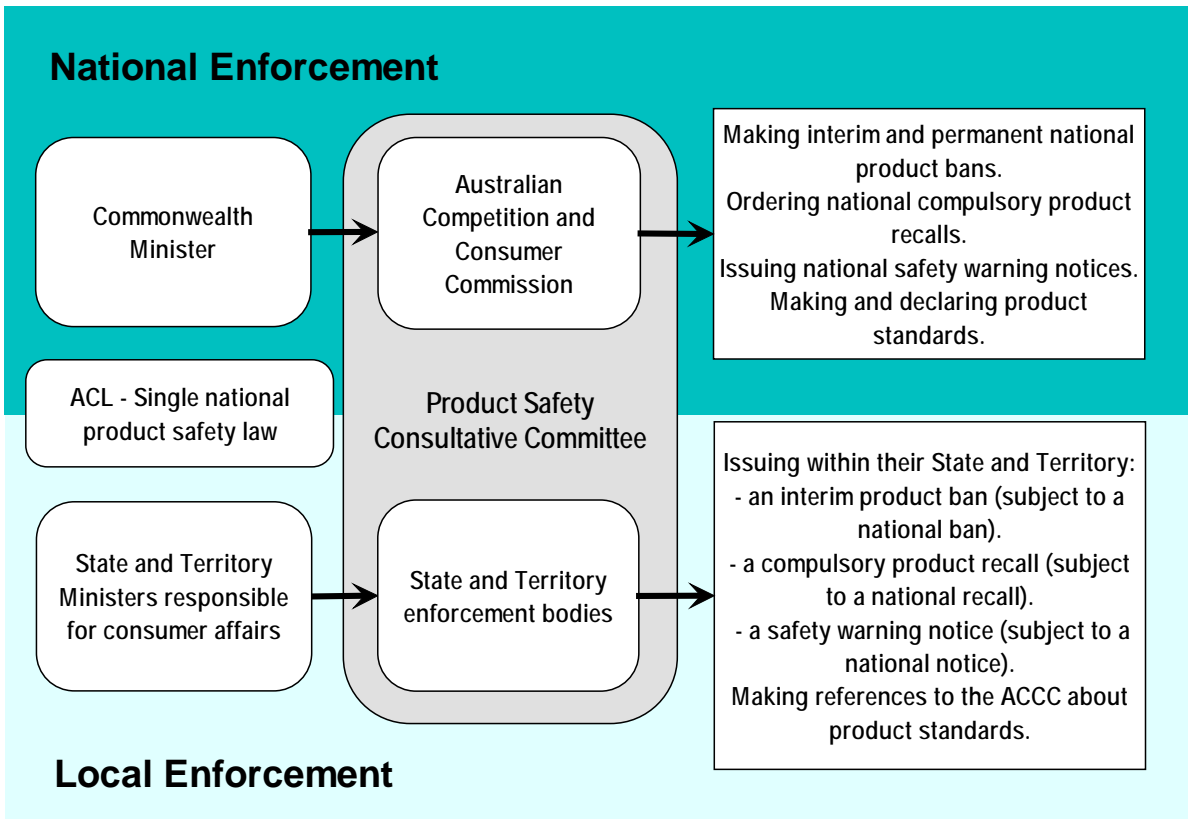 National Enforcement
Commonwealth
Minister
Australian
Competition and
Consumer
Commission
Making interim and permanent national
product bans.
Ordering national compulsory product
recalls.
Issuing national safety warning notices.
Making and declaring product
standards.
ACL - Single national
product safety law
Product Safety
Consultative Committee
State and Territory
Ministers responsible
for consumer affairs
State and Territory
enforcement bodies
Issuing within their State and Territory:
- an interim product ban (subject to a
national ban).
- a compulsory product recall (subject
to a national recall).
- a safety warning notice (subject to a
national notice).
Making references to the ACCC about
product standards.
Local Enforcement